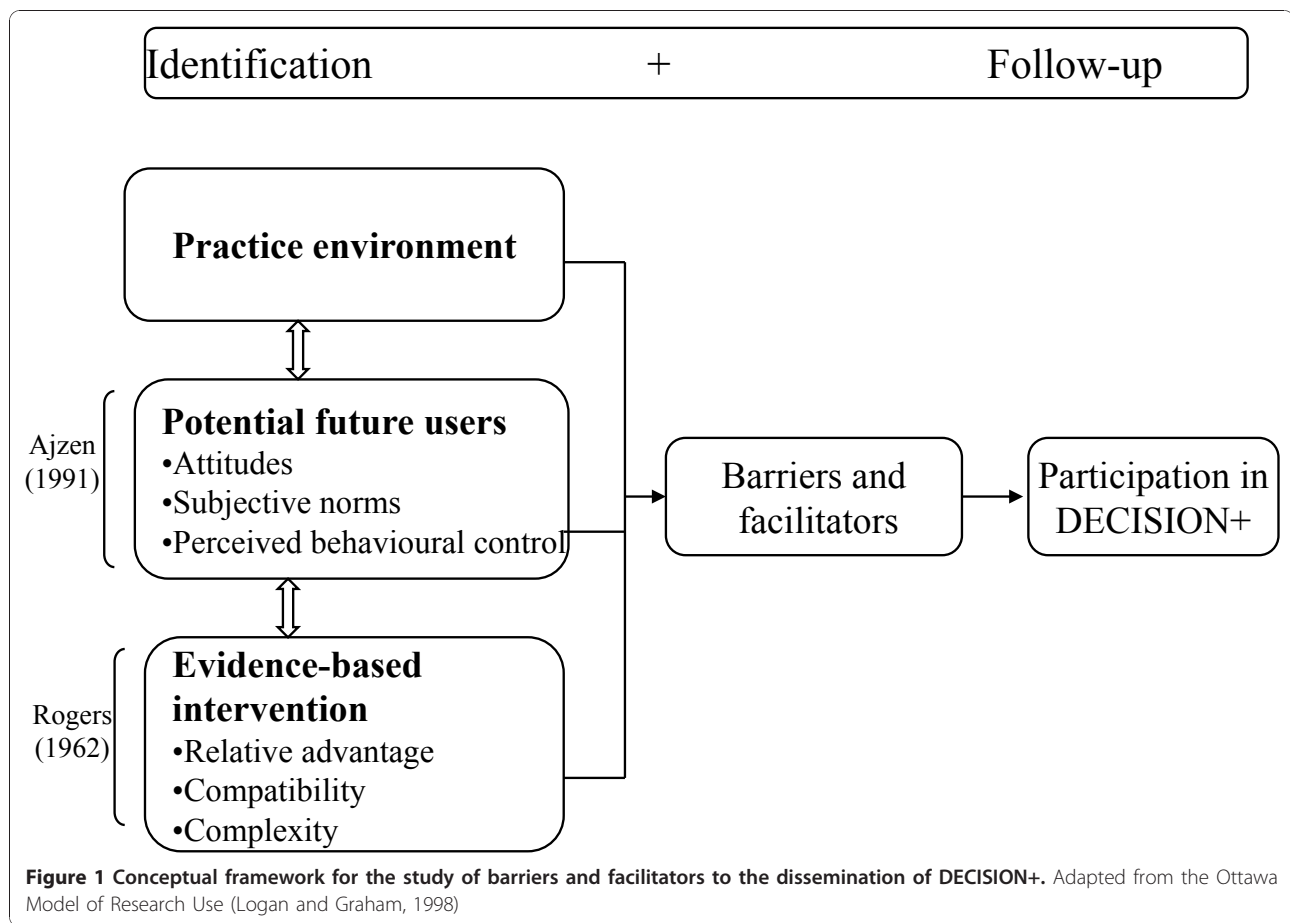 Identification + Follow-up
Practice environment
Ajzen
(1991)
Potential future users
•Attitudes
•Subjective norms
•Perceived behavioural control
Rogers
(1962)
Evidence-based
intervention
•Relative advantage
•Compatibility
•Complexity
Barriers and
facilitators
Participation in
DECISION+
Figure 1 Conceptual framework for the study of barriers and facilitators to the dissemination of DECISION+. Adapted from the Ottawa
Model of Research Use (Logan and Graham, 1998)